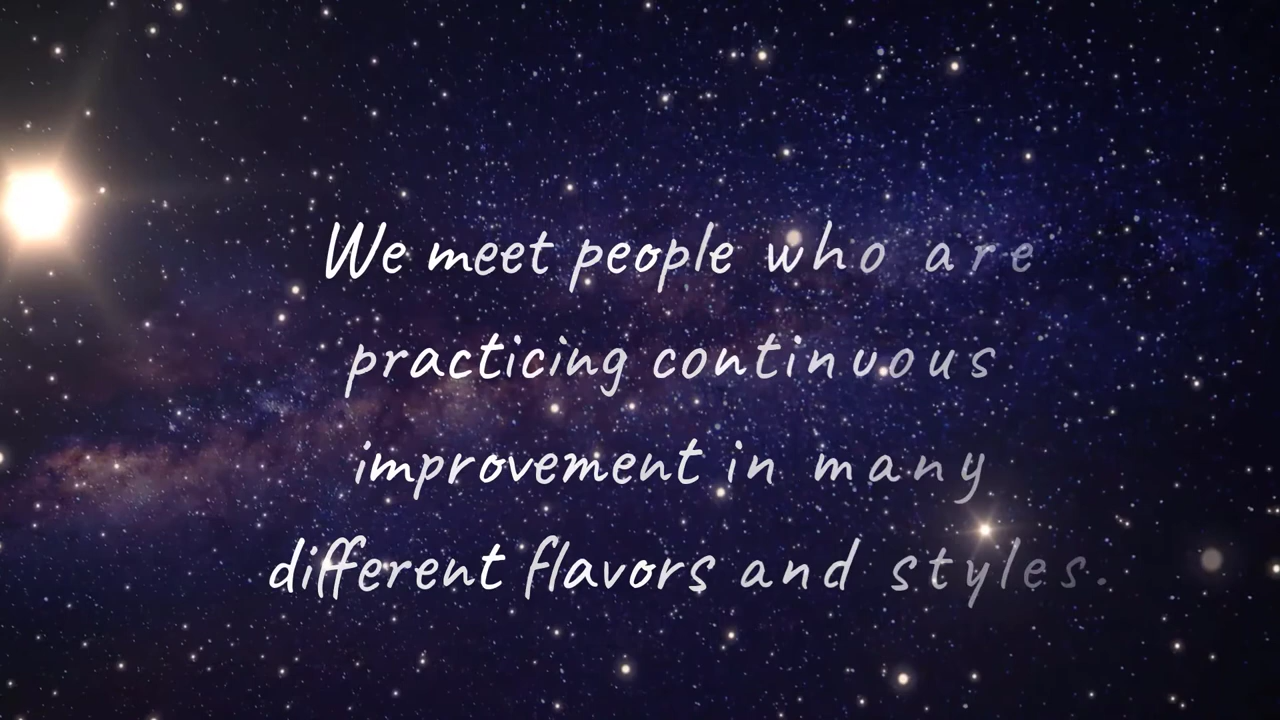 We meet people who are
practicing continuous
improvement in many
different flavors and styles.